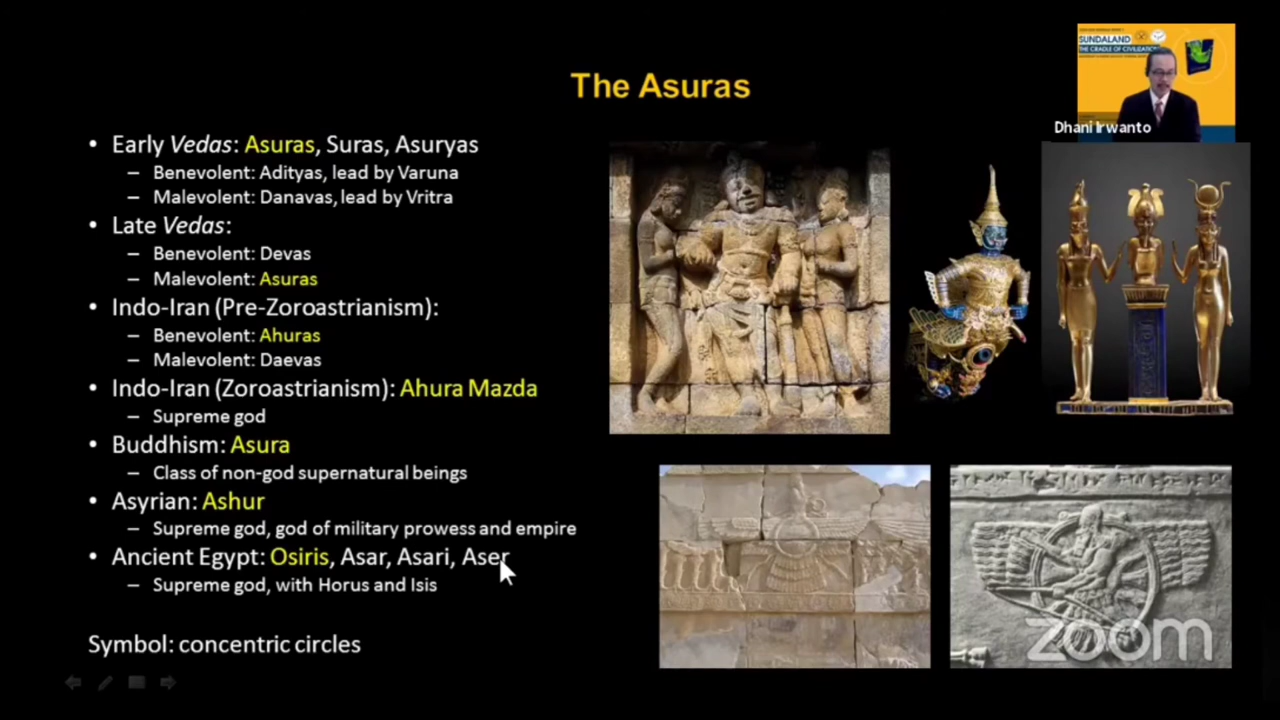 The Asuras
SUNDALAND
THE CRADLE OF CIVILIZATION
Dhani Irwanto
• Early Vedas: Asuras, Suras, Asuryas
– Benevolent: Adityas, lead by Varuna
– Malevolent: Danavas, lead by Vritra
• Late Vedas:
– Benevolent: Devas
– Malevolent: Asuras
• Indo-Iran (Pre-Zoroastrianism):
– Benevolent: Ahuras
– Malevolent: Daevas
• Indo-Iran (Zoroastrianism): Ahura Mazda
– Supreme god
• Buddhism: Asura
– Class of non-god supernatural beings
• Asyrian: Ashur
– Supreme god, god of military prowess and empire
• Ancient Egypt: Osiris, Asar, Asari, Aser
– Supreme god, with Horus and Isis
Symbol: concentric circles
zoom